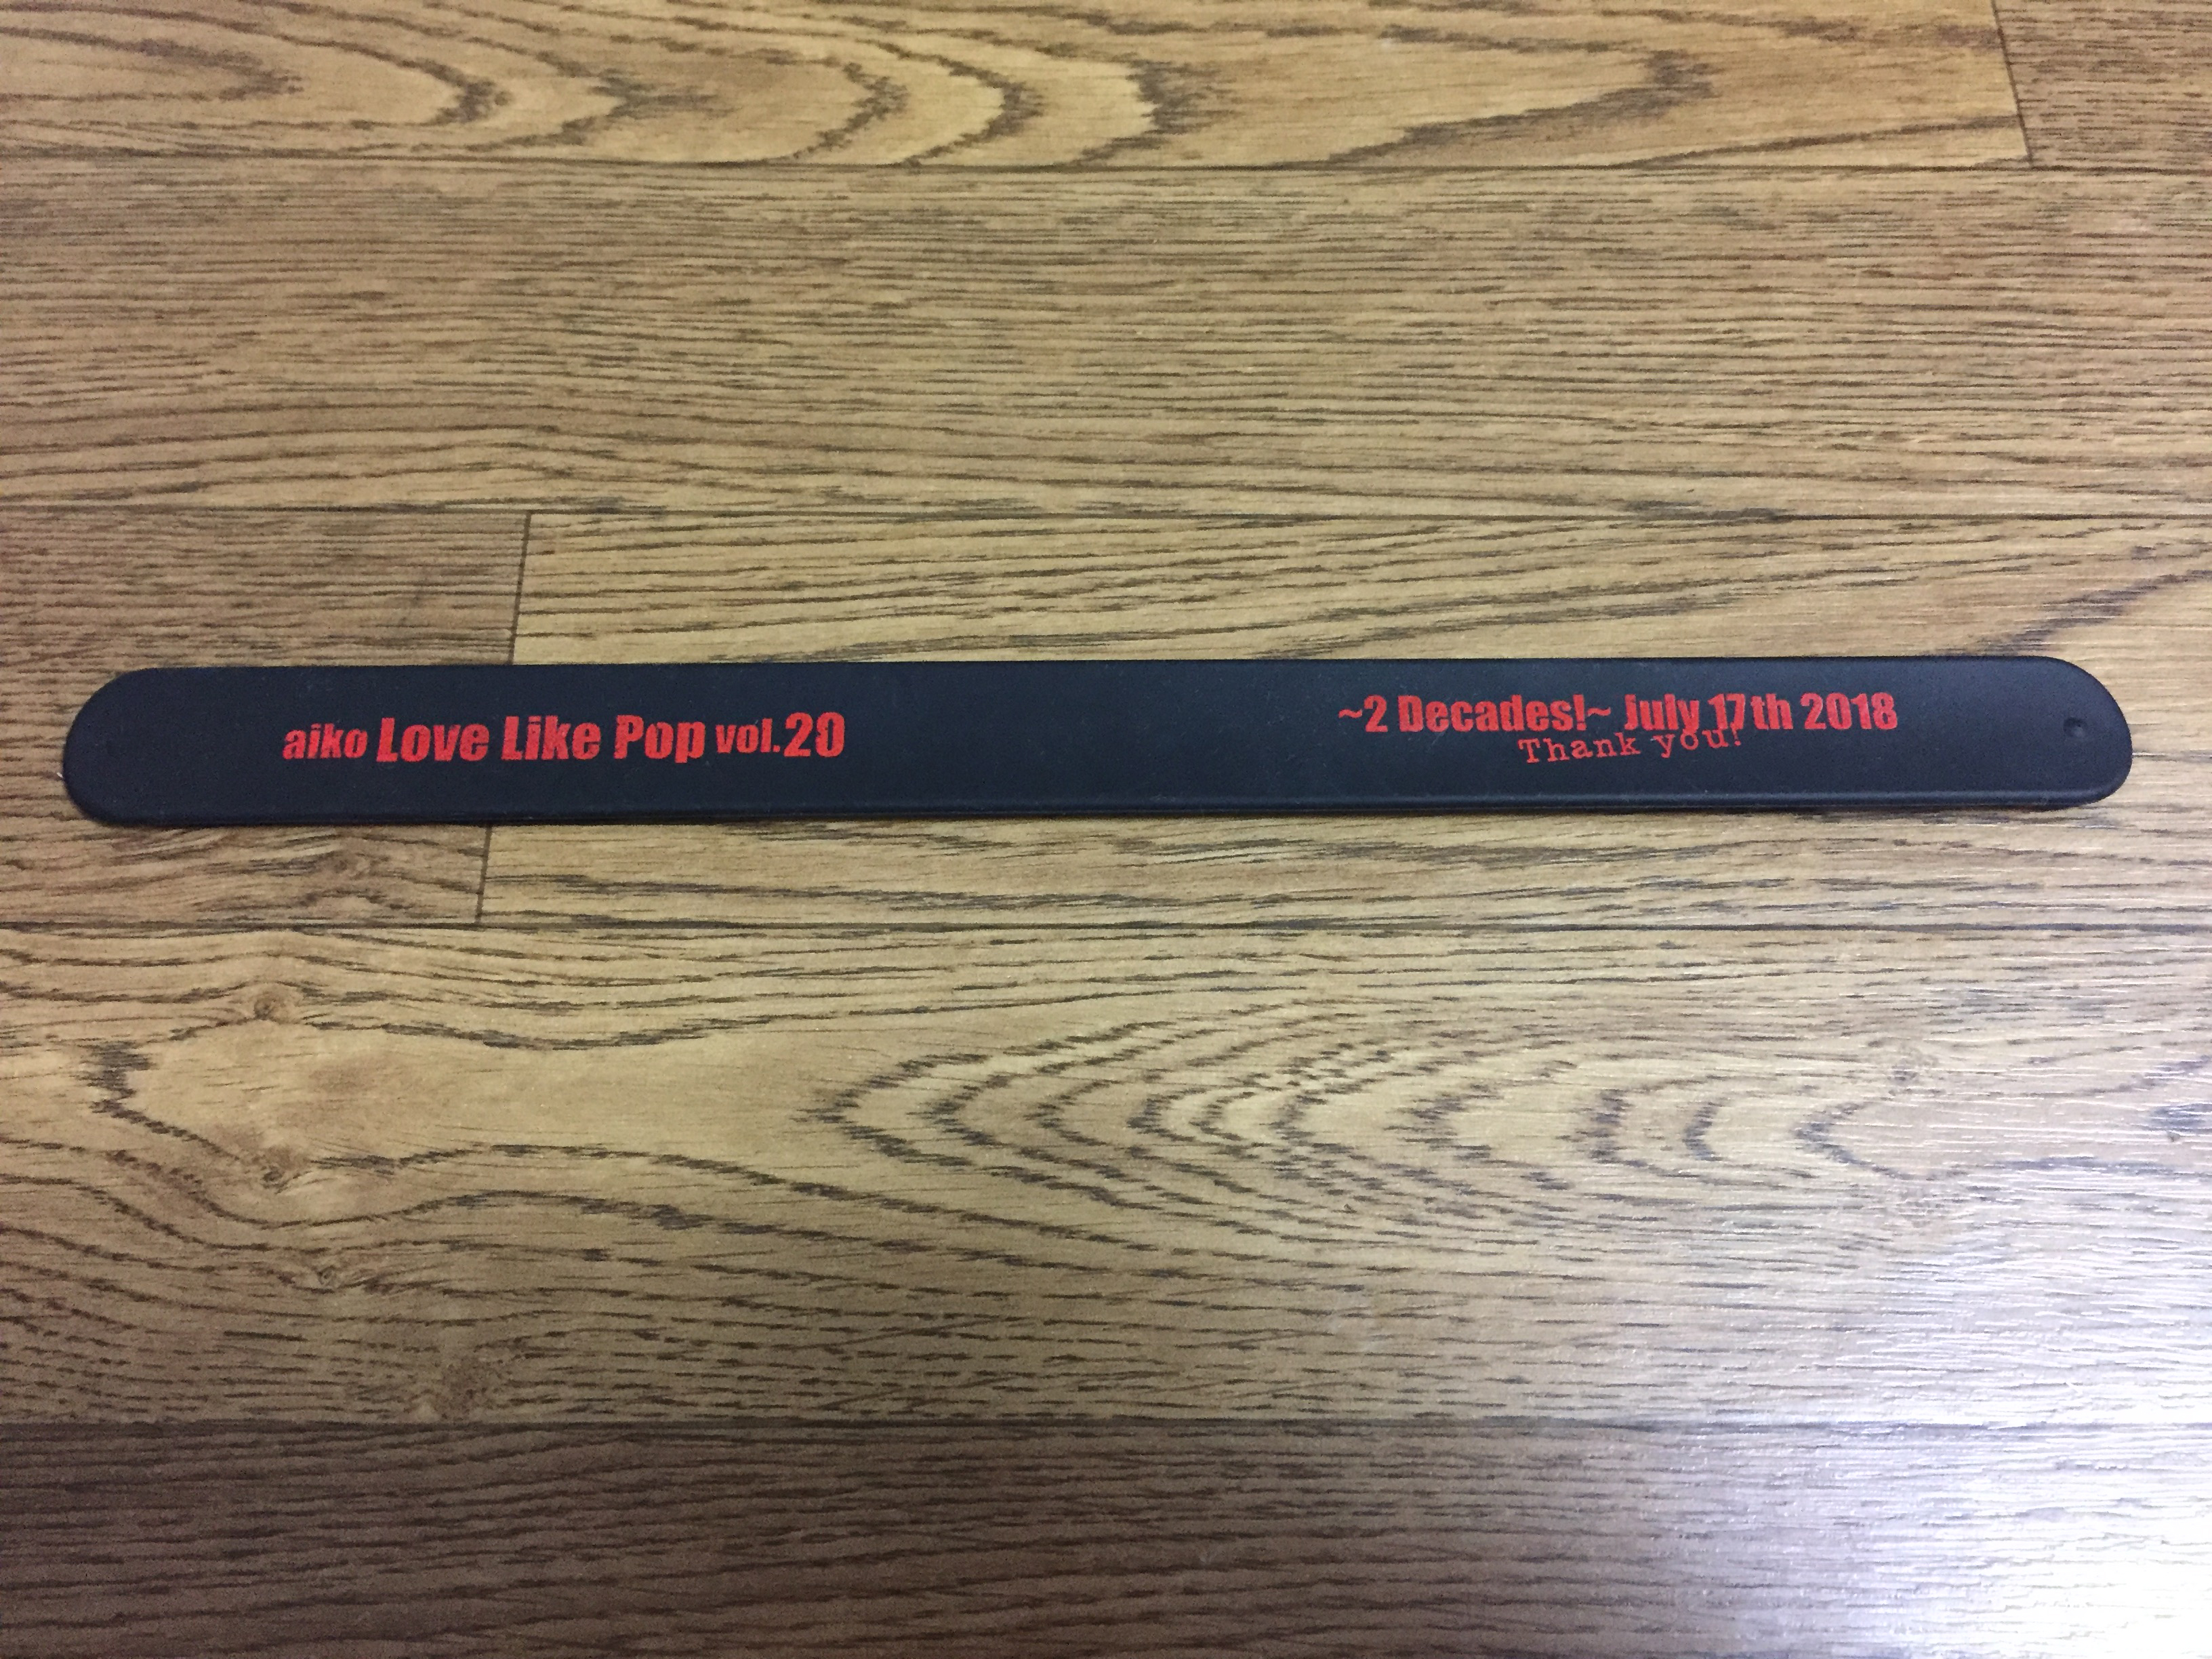 aiko Love Like Pop vol.20
~2 Decades!~ July 17th 2018
Thank you!